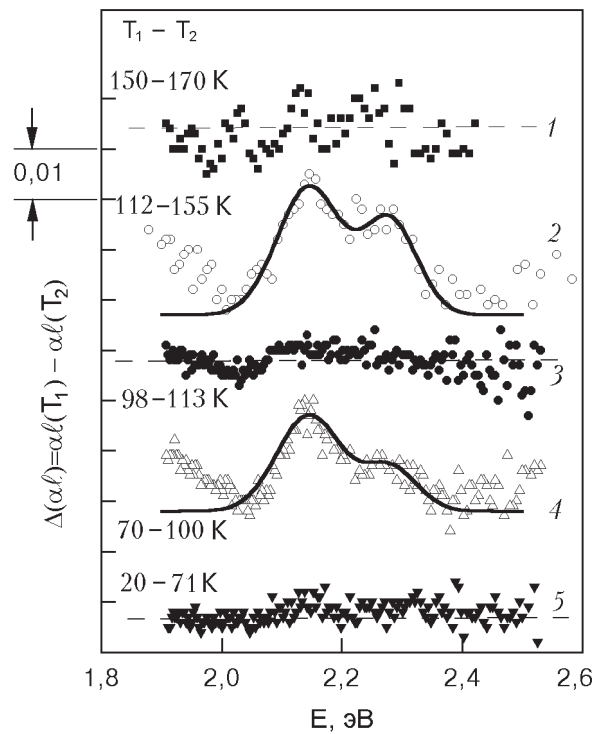 T₁ – T₂
150–170 K
1
0,01
112–155 K
2
3
98–113 K
4
70–100 K
20–71 K
5
Δ(αℓ)=αℓ(T₁) – αℓ(T₂)
1,8 2,0 2,2 2,4 2,6
E, эВ